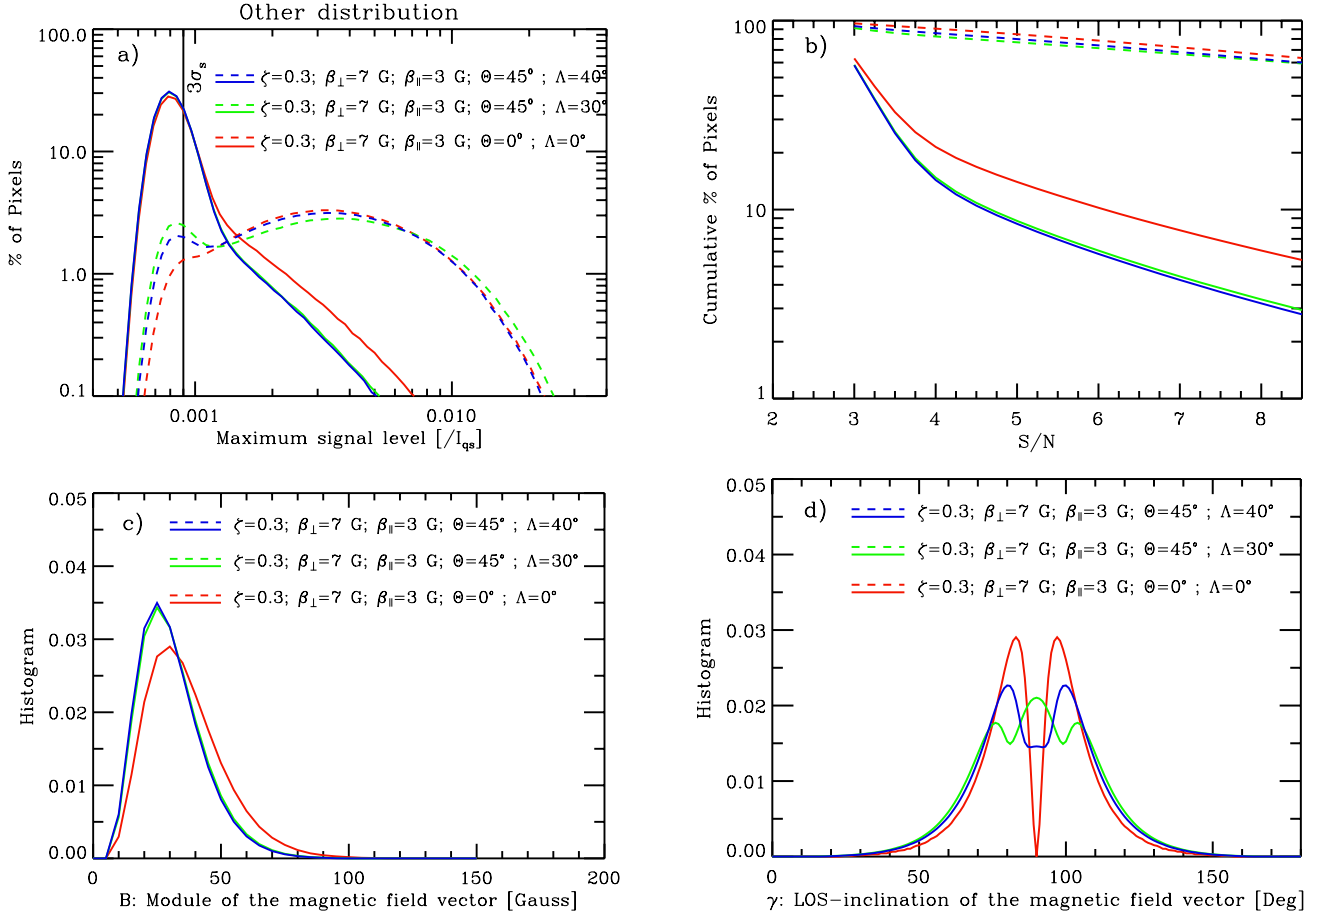 Other distribution
a)
3σs
ζ=0.3; β⊥=7 G; β∥=3 G; Θ=45° ; Λ=40°
ζ=0.3; β⊥=7 G; β∥=3 G; Θ=45° ; Λ=30°
ζ=0.3; β⊥=7 G; β∥=3 G; Θ=0° ; Λ=0°
100.0
10.0
1.0
0.1
% of Pixels
0.001
0.010
Maximum signal level [/Iqs]
b)
100
10
1
Cumulative % of Pixels
2
3
4
5
6
7
8
S/N
c)
ζ=0.3; β⊥=7 G; β∥=3 G; Θ=45° ; Λ=40°
ζ=0.3; β⊥=7 G; β∥=3 G; Θ=45° ; Λ=30°
ζ=0.3; β⊥=7 G; β∥=3 G; Θ=0° ; Λ=0°
0.05
0.04
0.03
0.02
0.01
0.00
Histogram
0
50
100
150
200
B: Module of the magnetic field vector [Gauss]
d)
ζ=0.3; β⊥=7 G; β∥=3 G; Θ=45° ; Λ=40°
ζ=0.3; β⊥=7 G; β∥=3 G; Θ=45° ; Λ=30°
ζ=0.3; β⊥=7 G; β∥=3 G; Θ=0° ; Λ=0°
0.05
0.04
0.03
0.02
0.01
0.00
Histogram
0
50
100
150
γ: LOS-inclination of the magnetic field vector [Deg]